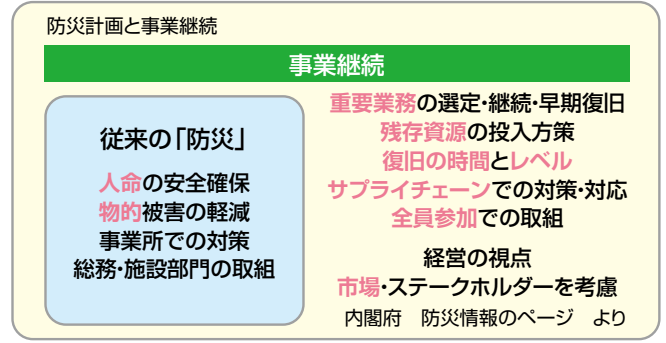 防災計画と事業継続
事業継続
従来の「防災」
人命の安全確保
物的被害の軽減
事業所での対策
総務・施設部門の取組
重要業務の選定・継続・早期復旧
残存資源の投入方策
復旧の時間とレベル
サプライチェーンでの対策・対応
全員参加での取組
経営の視点
市場・ステークホルダーを考慮
内閣府　防災情報のページ　より